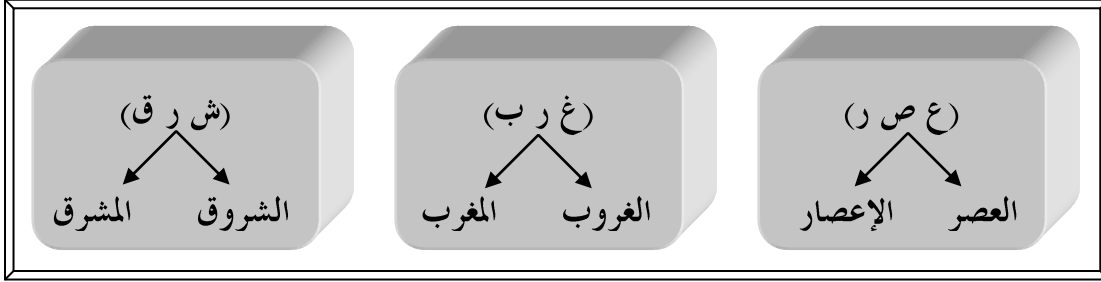 (ع ص ر)
العصر
الإعصار
(غ ر ب)
الغروب
المغرب
(ش ر ق)
الشروق
المشرق